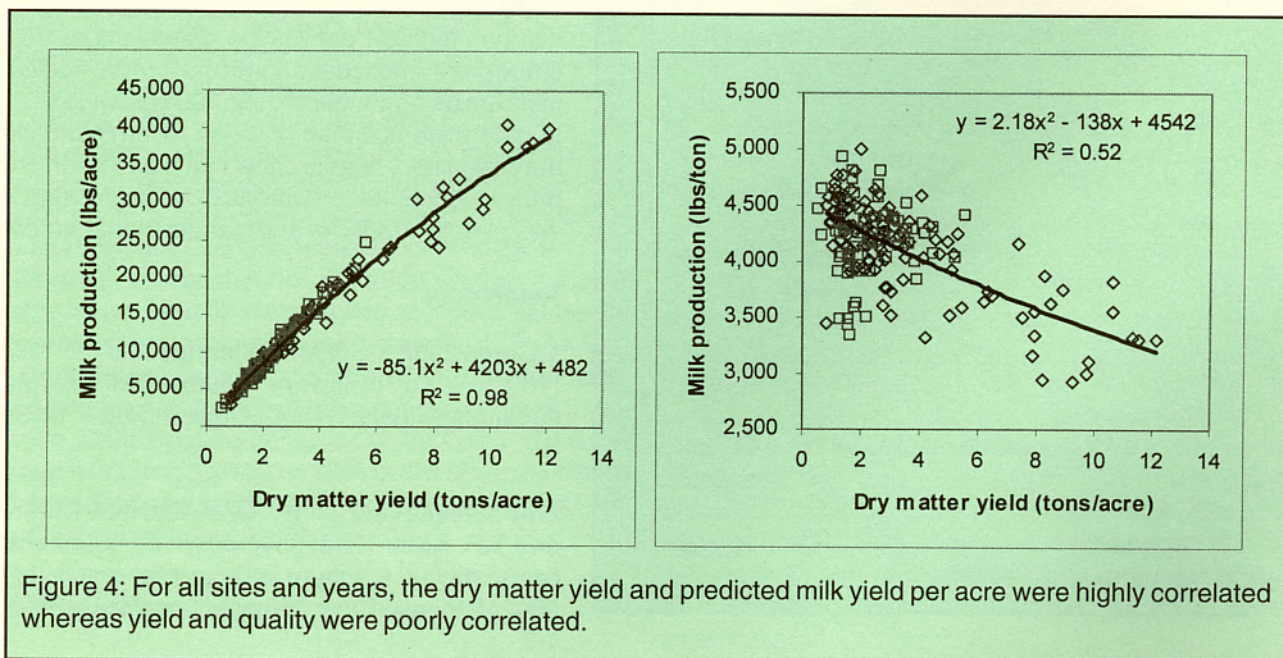 45,000
40,000
35,000
30,000
25,000
20,000
15,000
10,000
5,000
0
Milk production (lbs/acre)
y = -85.1x² + 4203x + 482
R² = 0.98
0 2 4 6 8 10 12 14
Dry matter yield (tons/acre)
5,500
5,000
4,500
4,000
3,500
3,000
2,500
Milk production (lbs/ton)
y = 2.18x² - 138x + 4542
R² = 0.52
0 2 4 6 8 10 12 14
Dry matter yield (tons/acre)
Figure 4: For all sites and years, the dry matter yield and predicted milk yield per acre were highly correlated
whereas yield and quality were poorly correlated.